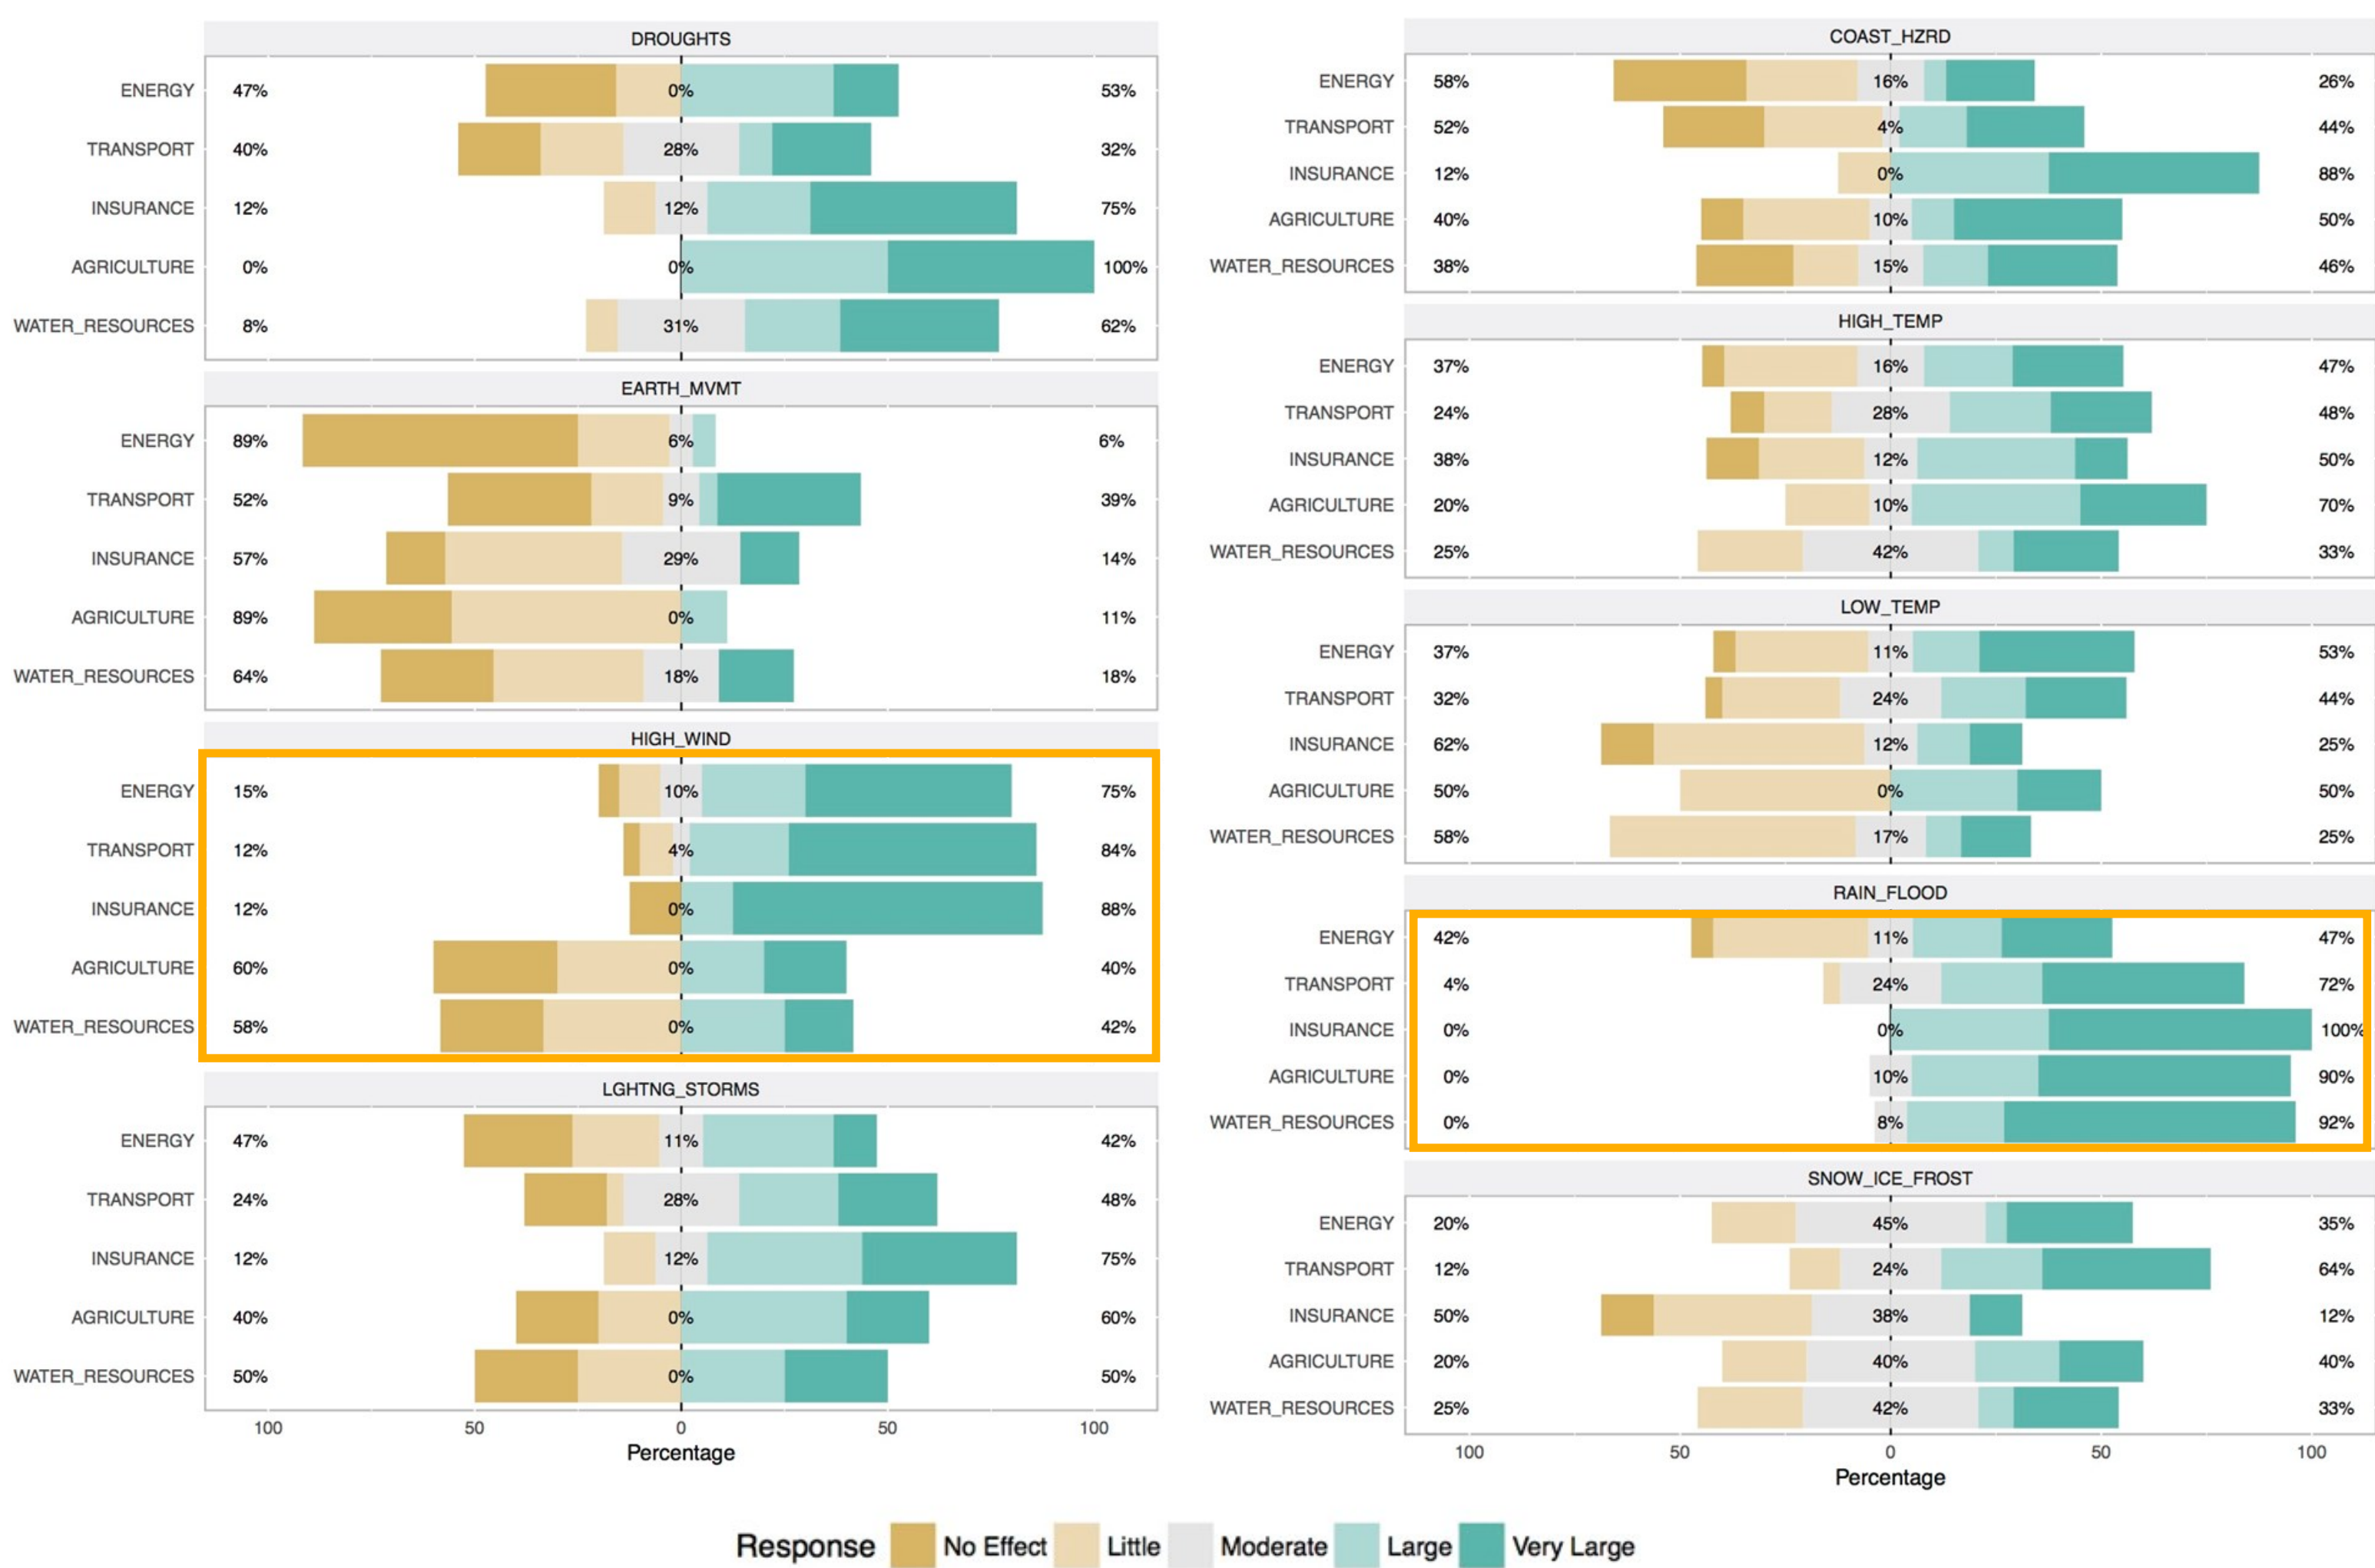 DROUGHTS
ENERGY 47% 0% 53%
TRANSPORT 40% 28% 32%
INSURANCE 12% 12% 75%
AGRICULTURE 0% 0% 100%
WATER_RESOURCES 8% 31% 62%
EARTH_MVMT
ENERGY 89% 6% 6%
TRANSPORT 52% 9% 39%
INSURANCE 57% 29% 14%
AGRICULTURE 89% 0% 11%
WATER_RESOURCES 64% 18% 18%
HIGH_WIND
ENERGY 15% 10% 75%
TRANSPORT 12% 4% 84%
INSURANCE 12% 0% 88%
AGRICULTURE 60% 0% 40%
WATER_RESOURCES 58% 0% 42%
LGHTNG_STORMS
ENERGY 47% 11% 42%
TRANSPORT 24% 28% 48%
INSURANCE 12% 12% 75%
AGRICULTURE 40% 0% 60%
WATER_RESOURCES 50% 0% 50%
100 50 0 50 100
Percentage
COAST_HZRD
ENERGY 58% 16% 26%
TRANSPORT 52% 4% 44%
INSURANCE 12% 0% 88%
AGRICULTURE 40% 10% 50%
WATER_RESOURCES 38% 15% 46%
HIGH_TEMP
ENERGY 37% 16% 47%
TRANSPORT 24% 28% 48%
INSURANCE 38% 12% 50%
AGRICULTURE 20% 10% 70%
WATER_RESOURCES 25% 42% 33%
LOW_TEMP
ENERGY 37% 11% 53%
TRANSPORT 32% 24% 44%
INSURANCE 62% 12% 25%
AGRICULTURE 50% 0% 50%
WATER_RESOURCES 58% 17% 25%
RAIN_FLOOD
ENERGY 42% 11% 47%
TRANSPORT 4% 24% 72%
INSURANCE 0% 0% 100%
AGRICULTURE 0% 10% 90%
WATER_RESOURCES 0% 8% 92%
SNOW_ICE_FROST
ENERGY 20% 45% 35%
TRANSPORT 12% 24% 64%
INSURANCE 50% 38% 12%
AGRICULTURE 20% 40% 40%
WATER_RESOURCES 25% 42% 33%
100 50 0 50 100
Percentage
Response No Effect Little Moderate Large Very Large